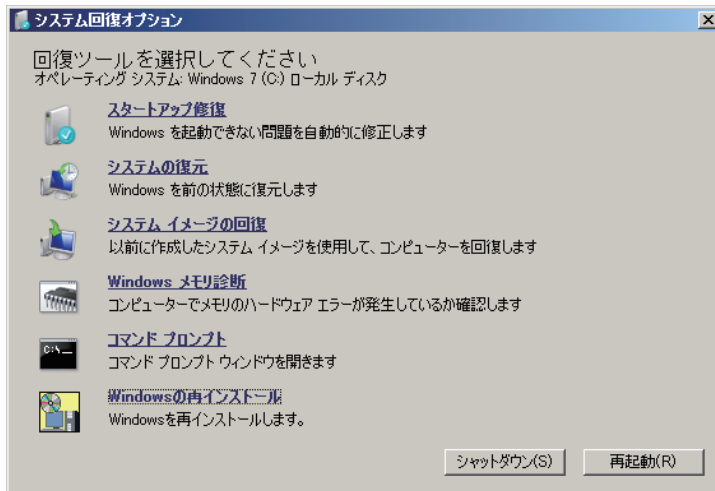 システム回復オプション
回復ツールを選択してください
オペレーティング システム: Windows 7 (C:) ローカル ディスク
スタートアップ修復
Windows を起動できない問題を自動的に修正します
システムの復元
Windows を前の状態に復元します
システム イメージの回復
以前に作成したシステム イメージを使用して、コンピューターを回復します
Windows メモリ診断
コンピューターでメモリのハードウェア エラーが発生しているか確認します
C:\_
コマンド プロンプト
コマンド プロンプト ウィンドウを開きます
Windowsの再インストール
Windowsを再インストールします。
シャットダウン(S) 再起動(R)